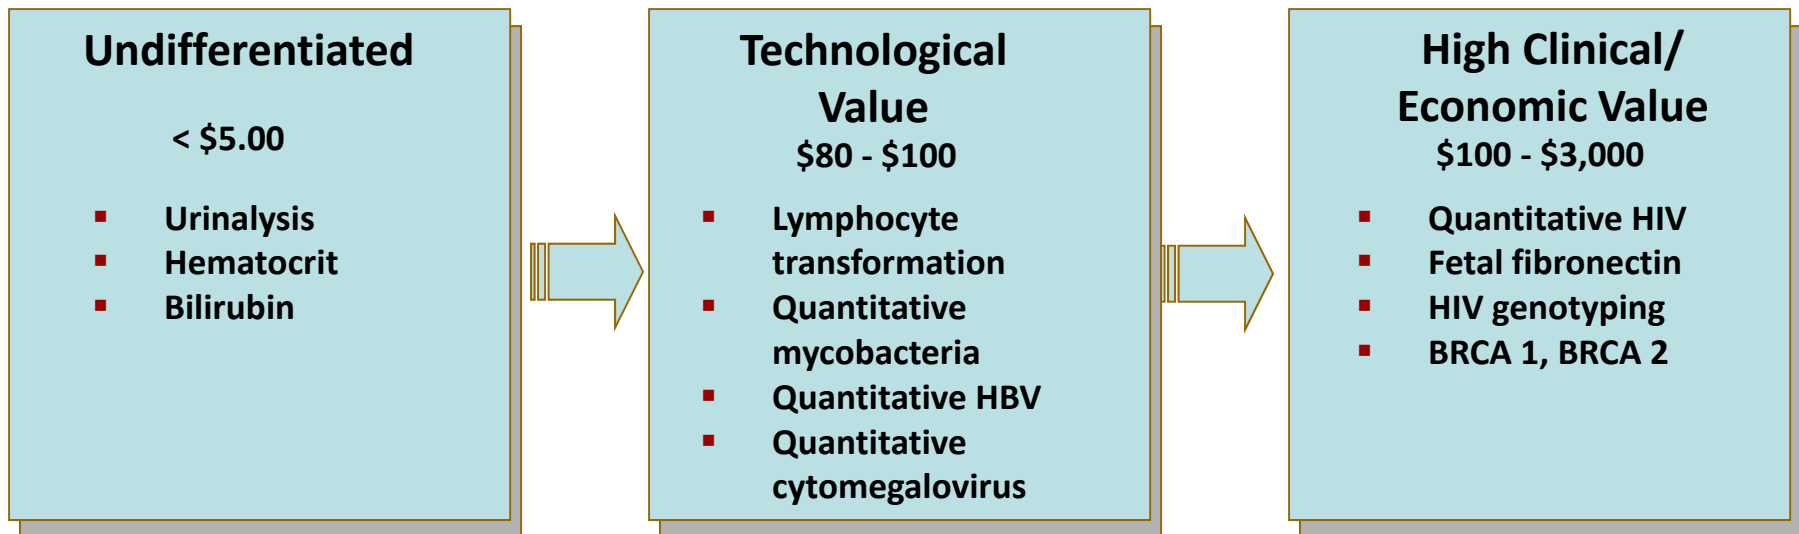 Undifferentiated
< $5.00
▪ Urinalysis
▪ Hematocrit
▪ Bilirubin
Technological
Value
$80 - $100
▪ Lymphocyte
transformation
▪ Quantitative
mycobacteria
▪ Quantitative HBV
▪ Quantitative
cytomegalovirus
High Clinical/
Economic Value
$100 - $3,000
▪ Quantitative HIV
▪ Fetal fibronectin
▪ HIV genotyping
▪ BRCA 1, BRCA 2